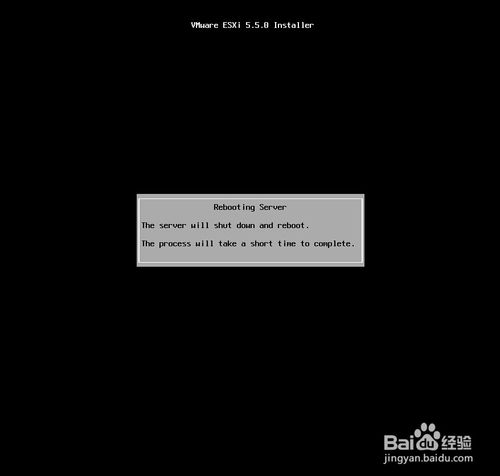 VMware ESXi 5.5.0 Installer
Rebooting Server
The server will shut down and reboot.
The process will take a short time to complete.
Baidu 经验
jingyan.baidu.com